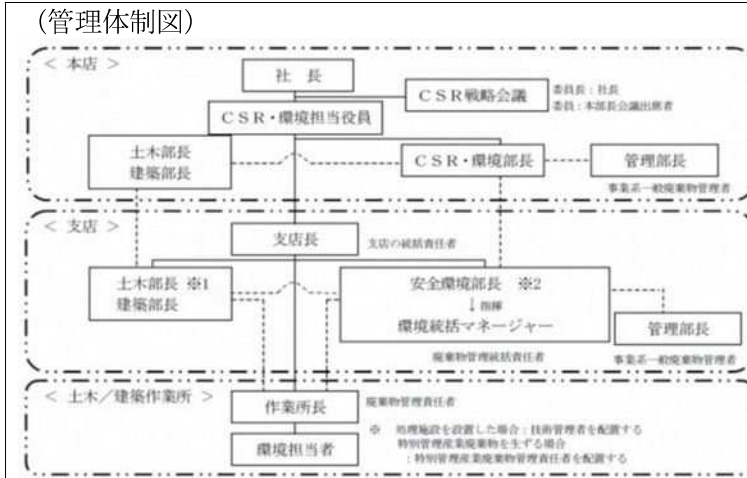 （管理体制図）
＜ 本店 ＞
社　長
ＣＳＲ戦略会議
委員長：社長
委員：本部長会議出席者
ＣＳＲ・環境担当役員
土木部長
建築部長
ＣＳＲ・環境部長
管理部長
事業系一般廃棄物管理者
＜ 支店 ＞
支店長
支店の統括責任者
土木部長 ※1
建築部長
安全環境部長　※2
↓ 指揮
環境統括マネージャー
廃棄物管理統括責任者
管理部長
事業系一般廃棄物管理者
＜ 土木／建築作業所 ＞
作業所長
廃棄物管理責任者
環境担当者
※　処理施設を設置した場合：技術管理者を配置する
特別管理産業廃棄物を生ずる場合
：特別管理産業廃棄物管理責任者を配置する